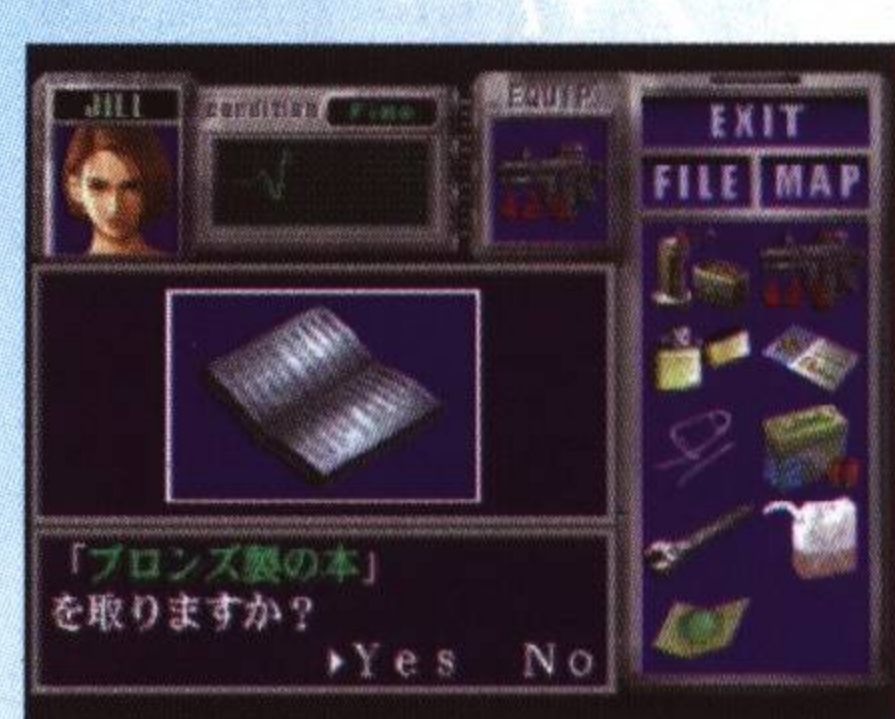 JILL
condition Fine
EQUIP.
EXIT
FILE MAP
「ブロンズ製の本」
を取りますか?
▶Yes No